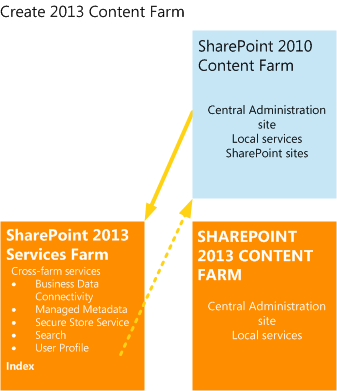 Create 2013 Content Farm
SharePoint 2010
Content Farm
Central Administration
site
Local services
SharePoint sites
SharePoint 2013
Services Farm
Cross-farm services
• Business Data
Connectivity
• Managed Metadata
• Secure Store Service
• Search
• User Profile
Index
SHAREPOINT
2013 CONTENT
FARM
Central Administration
site
Local services